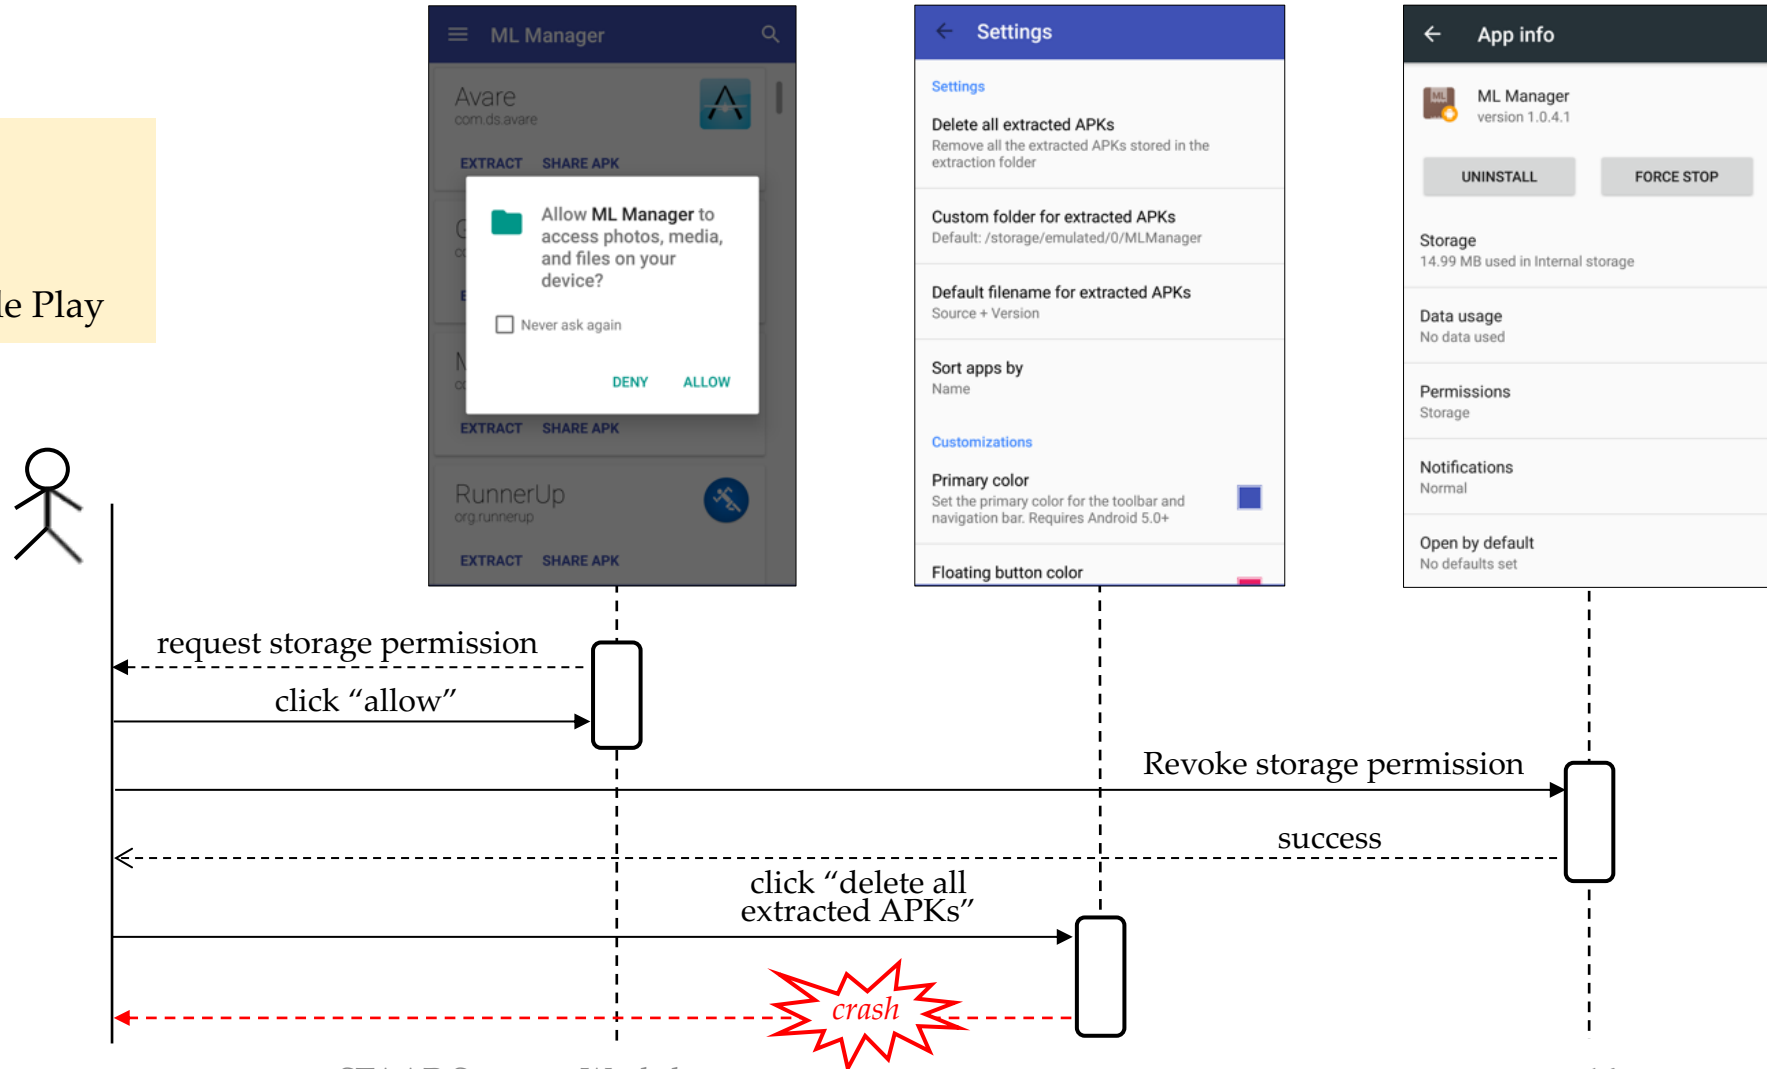 le Play
ML Manager
Avare
com.ds.avare
EXTRACT SHARE APK
Allow ML Manager to
access photos, media,
and files on your
device?
Never ask again
DENY ALLOW
EXTRACT SHARE APK
RunnerUp
org.runnerup
EXTRACT SHARE APK
Settings
Settings
Delete all extracted APKs
Remove all the extracted APKs stored in the
extraction folder
Custom folder for extracted APKs
Default: /storage/emulated/0/MLManager
Default filename for extracted APKs
Source + Version
Sort apps by
Name
Customizations
Primary color
Set the primary color for the toolbar and
navigation bar. Requires Android 5.0+
Floating button color
App info
ML
ML Manager
version 1.0.4.1
UNINSTALL FORCE STOP
Storage
14.99 MB used in Internal storage
Data usage
No data used
Permissions
Storage
Notifications
Normal
Open by default
No defaults set
request storage permission
click “allow”
Revoke storage permission
success
click “delete all
extracted APKs”
crash